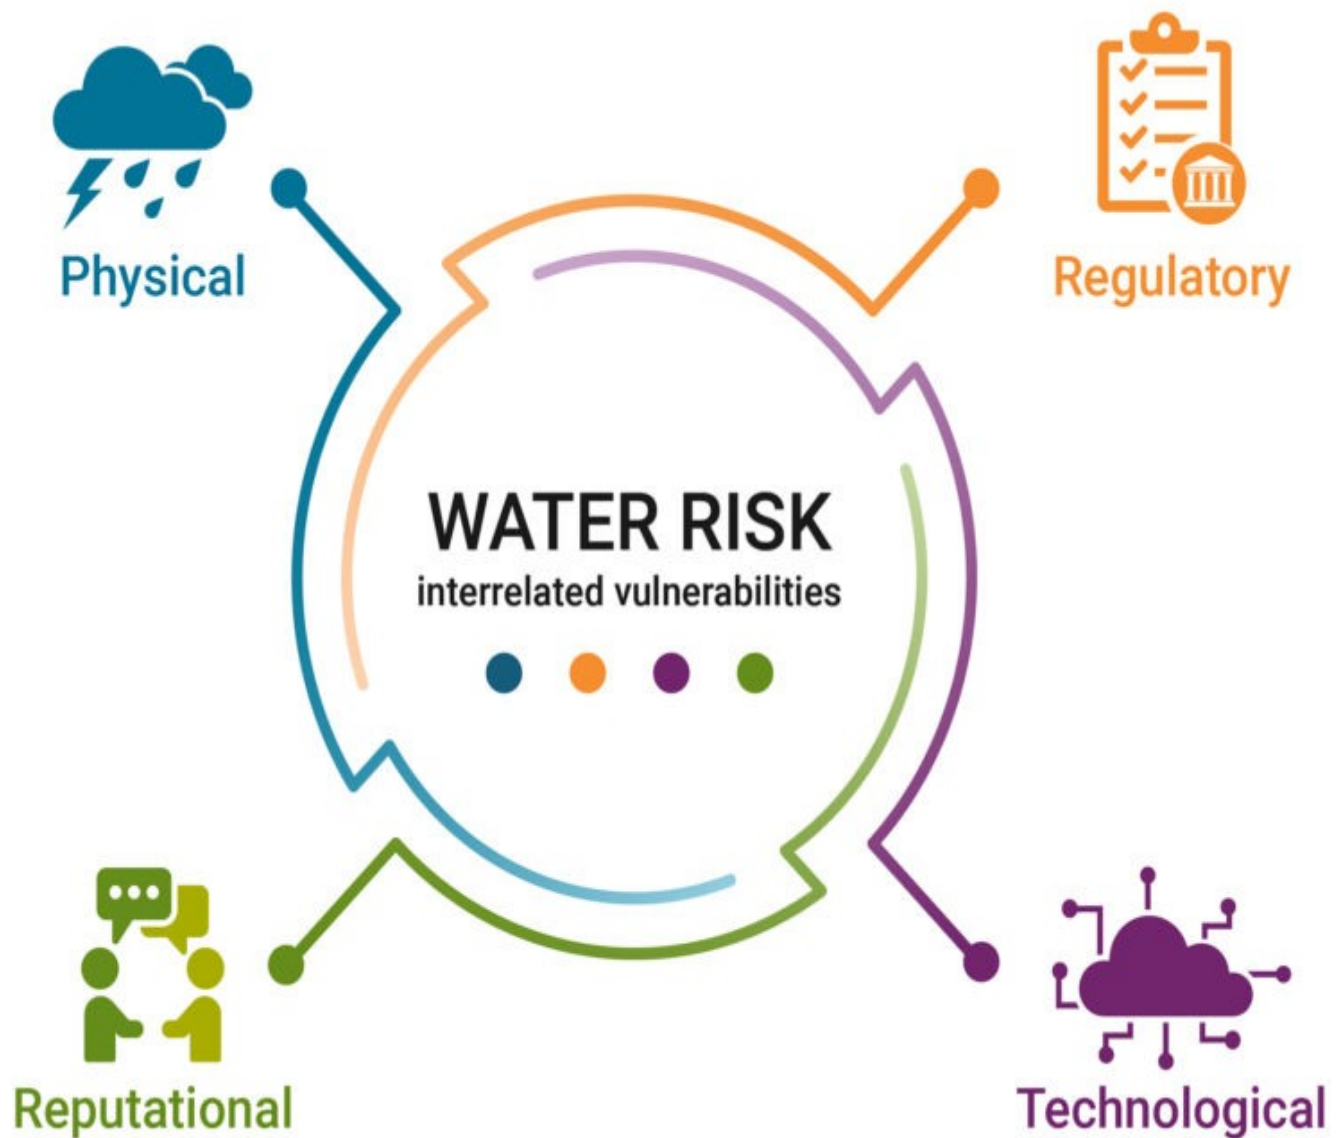 Physical
Regulatory
WATER RISK
interrelated vulnerabilities
Reputational
Technological